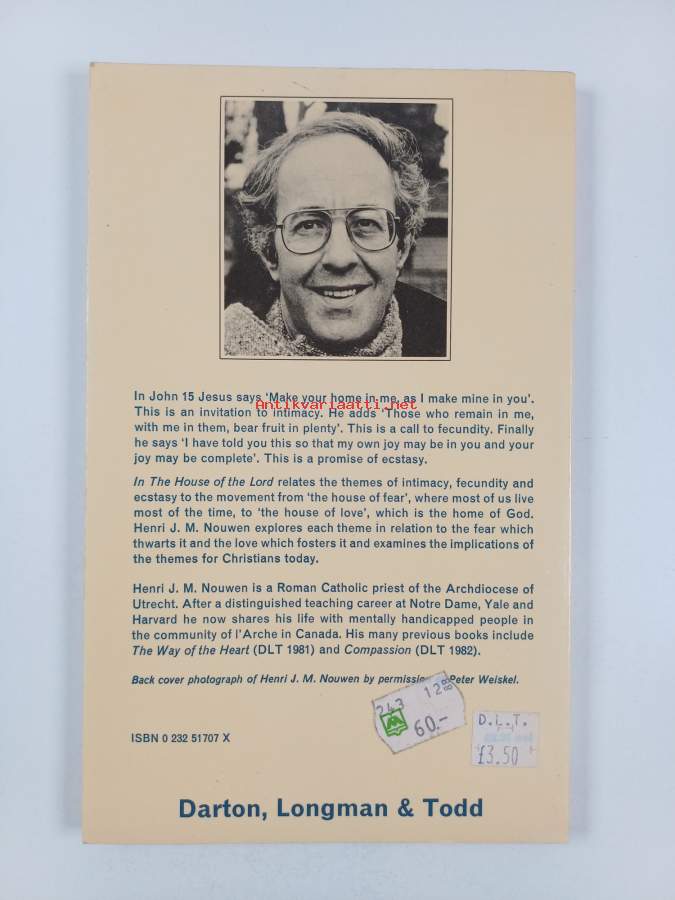 In John 15 Jesus says ‘Make your home in me, as I make mine in you’.
Antikvariaatti.net
This is an invitation to intimacy. He adds ‘Those who remain in me,
with me in them, bear fruit in plenty’. This is a call to fecundity. Finally
he says ‘I have told you this so that my own joy may be in you and your
joy may be complete’. This is a promise of ecstasy.
In The House of the Lord relates the themes of intimacy, fecundity and
ecstasy to the movement from ‘the house of fear’, where most of us live
most of the time, to ‘the house of love’, which is the home of God.
Henri J. M. Nouwen explores each theme in relation to the fear which
thwarts it and the love which fosters it and examines the implications of
the themes for Christians today.
Henri J. M. Nouwen is a Roman Catholic priest of the Archdiocese of
Utrecht. After a distinguished teaching career at Notre Dame, Yale and
Harvard he now shares his life with mentally handicapped people in
the community of l’Arche in Canada. His many previous books include
The Way of the Heart (DLT 1981) and Compassion (DLT 1982).
Back cover photograph of Henri J. M. Nouwen by permissio Peter Weiskel.
243 12 88
60.–
D.L.T.
£3.50
ISBN 0 232 51707 X
Darton, Longman & Todd